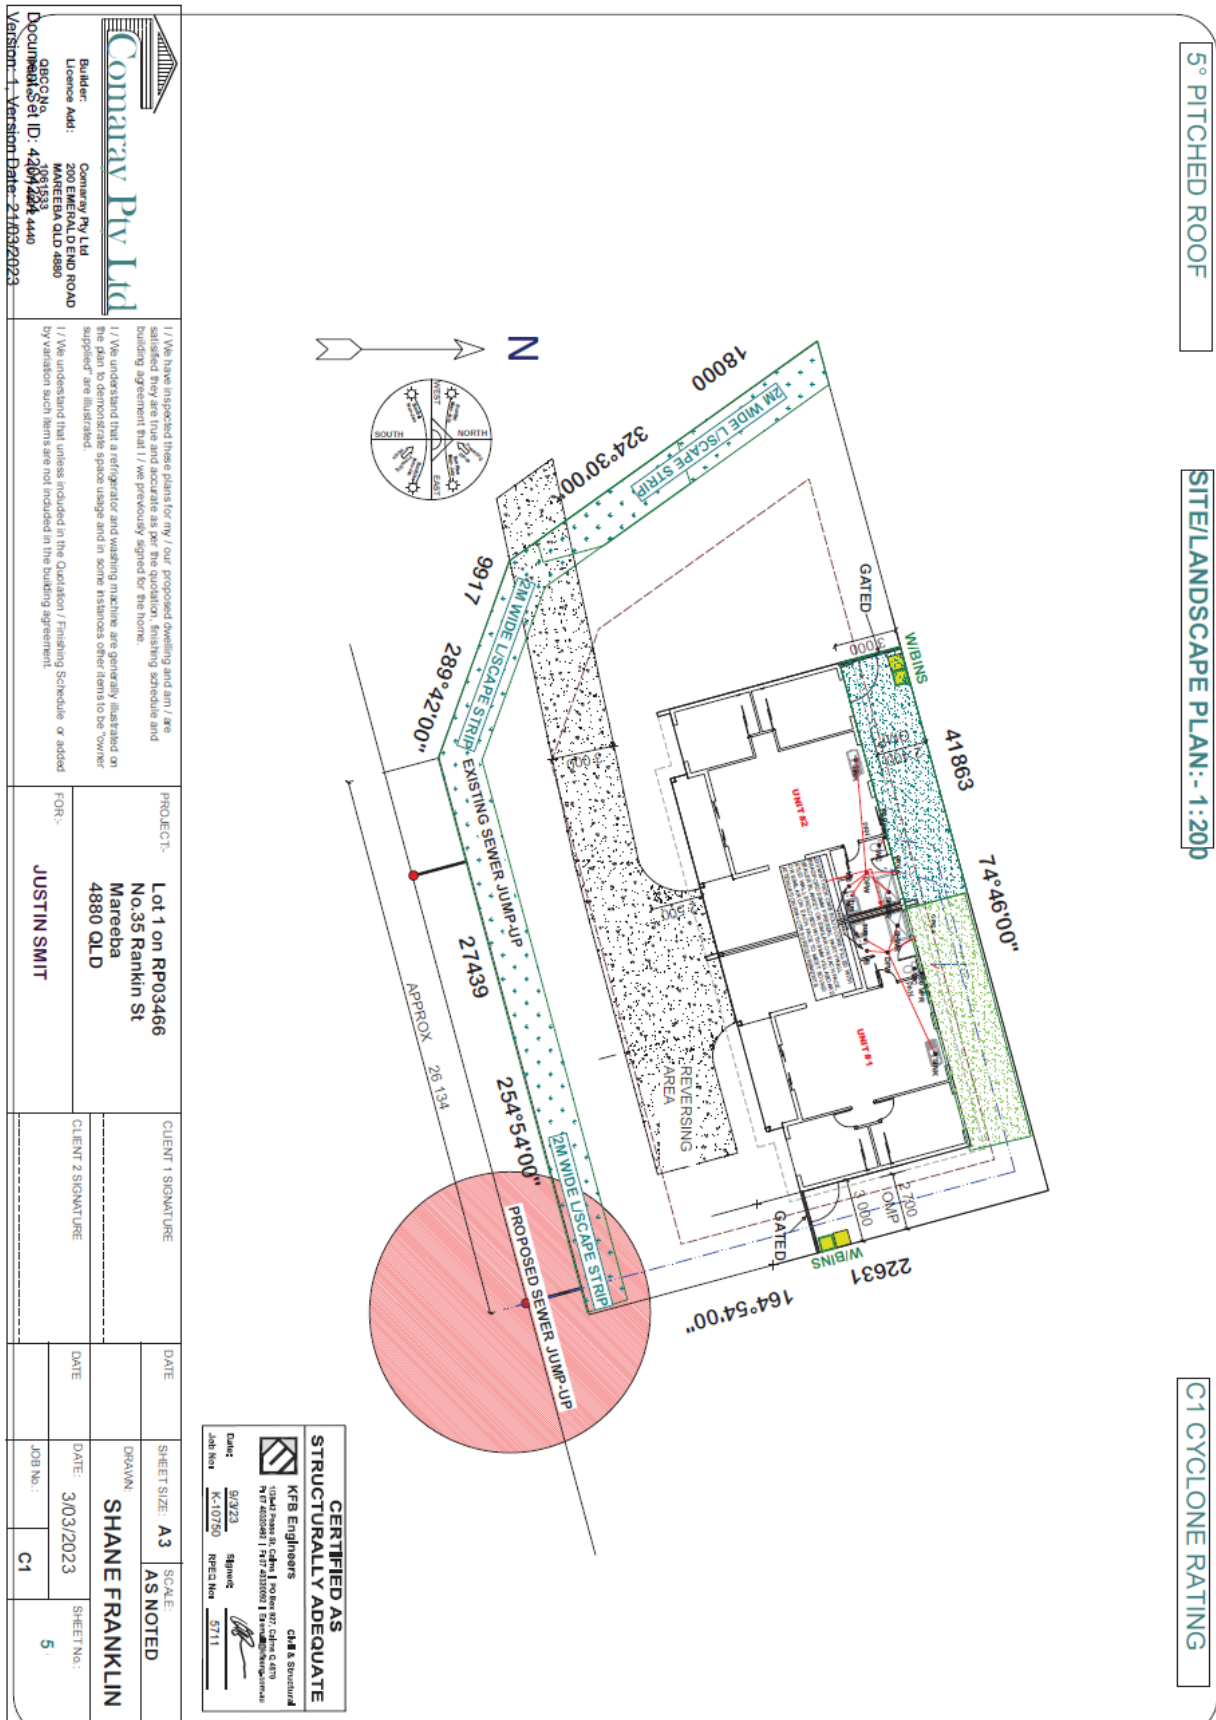 5° PITCHED ROOF
SITE/LANDSCAPE PLAN:- 1:200
C1 CYCLONE RATING
N
WEST
NORTH
SOUTH
EAST
18000
324°30'00"
2M WIDE L/SCAPE STRIP
9917
289°42'00"
2M WIDE L/SCAPE STRIP
EXISTING SEWER JUMP-UP
27439
254°54'00"
2M WIDE L/SCAPE STRIP
APPROX 26 134
PROPOSED SEWER JUMP-UP
GATED
3 000
W/BINS
41863
74°46'00"
UNIT #2
UNIT #1
REVERSING
AREA
GATED
3 000
2 700
W/BINS
22631
164°54'00"
CERTIFIED AS
STRUCTURALLY ADEQUATE
KFB Engineers
Civil & Structural
Date: 9/3/23 Signed:
Job No: K-10750 RPEQ No: 5711
Comaray Pty Ltd
Builder: Comaray Pty Ltd
Licence Add: 200 EMERALD END ROAD
MAREEBA QLD 4880
QBCC No. 1061533
Document Set ID: 4204224
Version: 1, Version Date: 21/03/2023
I / We have inspected these plans for my / our proposed dwelling and am / are
satisified they are true and accurate as per the quotation, finishing schedule and
building agreement that I / we previously signed for the home.
I / We understand that a refrigerator and washing machine are generally illustrated on
the plan to demonstrate space usage and in some instances other items to be "owner
supplied" are illustrated.
I / We understand that unless included in the Quotation / Finishing Schedule or added
by variation such items are not included in the building agreement.
PROJECT:-
Lot 1 on RP03466
No.35 Rankin St
Mareeba
4880 QLD
FOR:-
JUSTIN SMIT
CLIENT 1 SIGNATURE
DATE
CLIENT 2 SIGNATURE
DATE
SHEET SIZE: A3
SCALE:
AS NOTED
DRAWN:
SHANE FRANKLIN
DATE: 3/03/2023
SHEET No.:
5
JOB No.:
C1